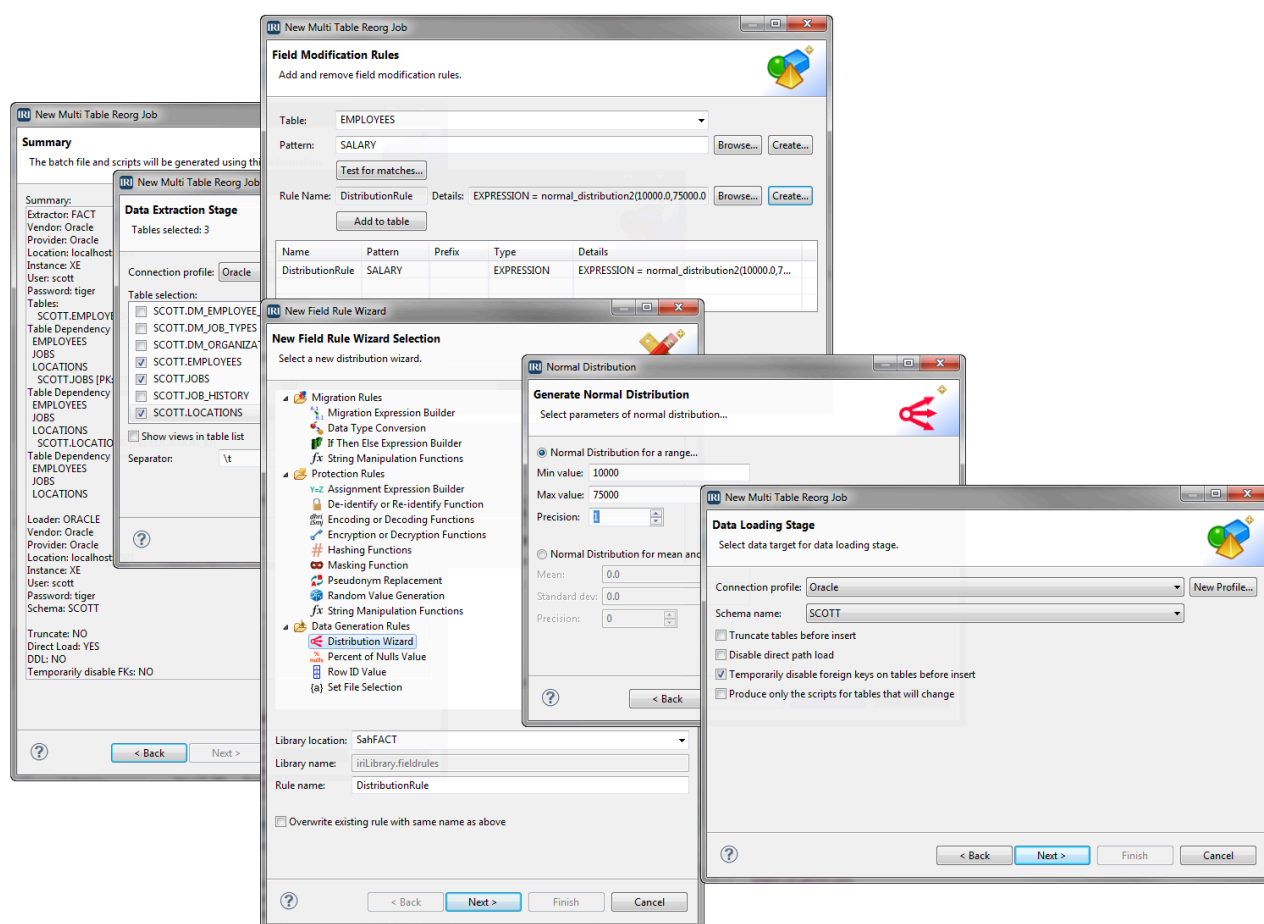 New Multi Table Reorg Job
Field Modification Rules
Add and remove field modification rules.
Table: EMPLOYEES
Pattern: SALARY Browse... Create...
Test for matches...
Rule Name: DistributionRule Details: EXPRESSION = normal_distribution2(10000.0,75000.0 Browse... Create...
Add to table
Name Pattern Prefix Type Details
DistributionRule SALARY EXPRESSION EXPRESSION = normal_distribution2(10000.0,7...
New Multi Table Reorg Job
Summary
The batch file and scripts will be generated using thi
Summary:
Extractor: FACT
Vendor: Oracle
Provider: Oracle
Location: localhost
Instance: XE
User: scott
Password: tiger
Tables:
SCOTT.EMPLOYE
Table Dependency
EMPLOYEES
JOBS
LOCATIONS
SCOTT.JOBS [PK:
Table Dependency
EMPLOYEES
JOBS
LOCATIONS
SCOTT.LOCATIO
Table Dependency
EMPLOYEES
JOBS
LOCATIONS
Loader: ORACLE
Vendor: Oracle
Provider: Oracle
Location: localhost
Instance: XE
User: scott
Password: tiger
Schema: SCOTT
Truncate: NO
Direct Load: YES
DDL: NO
Temporarily disable FKs: NO
< Back Next >
New Multi Table Reorg Job
Data Extraction Stage
Tables selected: 3
Connection profile: Oracle
Table selection:
SCOTT.DM_EMPLOYEE_
SCOTT.DM_JOB_TYPES
SCOTT.DM_ORGANIZAT
SCOTT.EMPLOYEES
SCOTT.JOBS
SCOTT.JOB_HISTORY
SCOTT.LOCATIONS
Show views in table list
Separator: \t
New Field Rule Wizard
New Field Rule Wizard Selection
Select a new distribution wizard.
Migration Rules
Migration Expression Builder
Data Type Conversion
If Then Else Expression Builder
fx String Manipulation Functions
Protection Rules
Y=Z Assignment Expression Builder
De-identify or Re-identify Function
Encoding or Decoding Functions
Encryption or Decryption Functions
# Hashing Functions
Masking Function
Pseudonym Replacement
Random Value Generation
fx String Manipulation Functions
Data Generation Rules
Distribution Wizard
% nulls Percent of Nulls Value
Row ID Value
{a} Set File Selection
Library location: SahFACT
Library name: iriLibrary.fieldrules
Rule name: DistributionRule
Overwrite existing rule with same name as above
< Back Next > Finish Cancel
Normal Distribution
Generate Normal Distribution
Select parameters of normal distribution...
Normal Distribution for a range...
Min value: 10000
Max value: 75000
Precision: 1
Normal Distribution for mean and
Mean: 0.0
Standard dev: 0.0
Precision: 0
< Back
New Multi Table Reorg Job
Data Loading Stage
Select data target for data loading stage.
Connection profile: Oracle New Profile...
Schema name: SCOTT
Truncate tables before insert
Disable direct path load
Temporarily disable foreign keys on tables before insert
Produce only the scripts for tables that will change
< Back Next > Finish Cancel